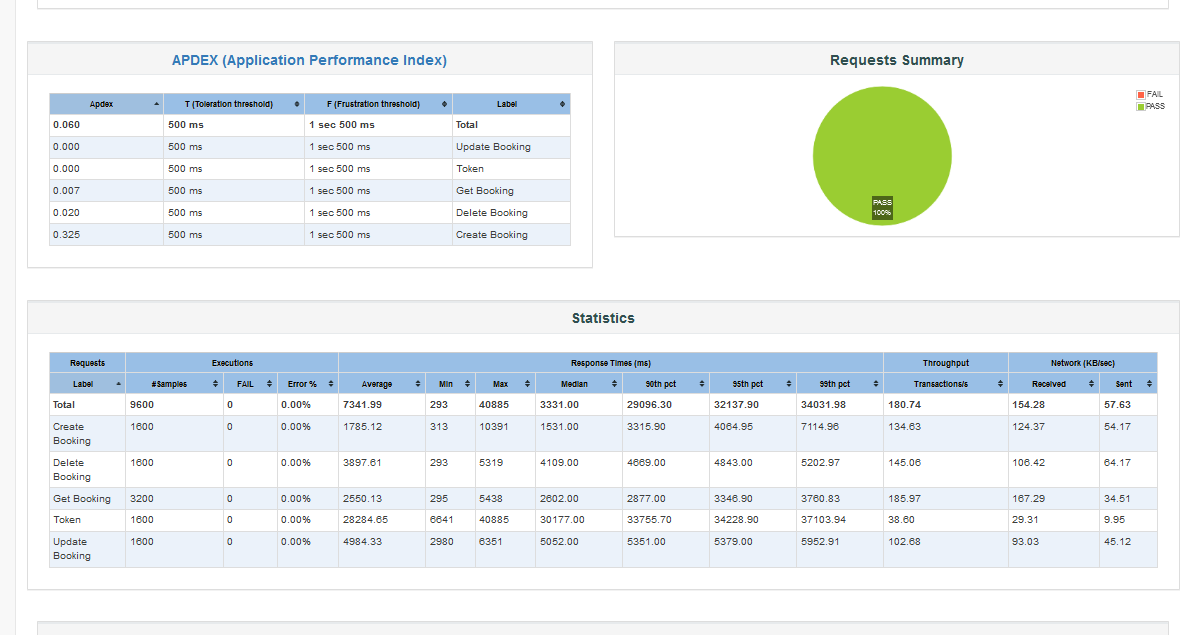 APDEX (Application Performance Index)
Apdex T (Toleration threshold) F (Frustration threshold) Label
0.060 500 ms 1 sec 500 ms Total
0.000 500 ms 1 sec 500 ms Update Booking
0.000 500 ms 1 sec 500 ms Token
0.007 500 ms 1 sec 500 ms Get Booking
0.020 500 ms 1 sec 500 ms Delete Booking
0.325 500 ms 1 sec 500 ms Create Booking
Requests Summary
FAIL
PASS
PASS
100%
Statistics
Requests Executions Response Times (ms) Throughput Network (KB/sec)
Label #Samples FAIL Error % Average Min Max Median 90th pct 95th pct 99th pct Transactions/s Received Sent
Total 9600 0 0.00% 7341.99 293 40885 3331.00 29096.30 32137.90 34031.98 180.74 154.28 57.63
Create 1600 0 0.00% 1785.12 313 10391 1531.00 3315.90 4064.95 7114.96 134.63 124.37 54.17
Booking
Delete 1600 0 0.00% 3897.61 293 5319 4109.00 4669.00 4843.00 5202.97 145.06 106.42 64.17
Booking
Get Booking 3200 0 0.00% 2550.13 295 5438 2602.00 2877.00 3346.90 3760.83 185.97 167.29 34.51
Token 1600 0 0.00% 28284.65 6641 40885 30177.00 33755.70 34228.90 37103.94 38.60 29.31 9.95
Update 1600 0 0.00% 4984.33 2980 6351 5052.00 5351.00 5379.00 5952.91 102.68 93.03 45.12
Booking